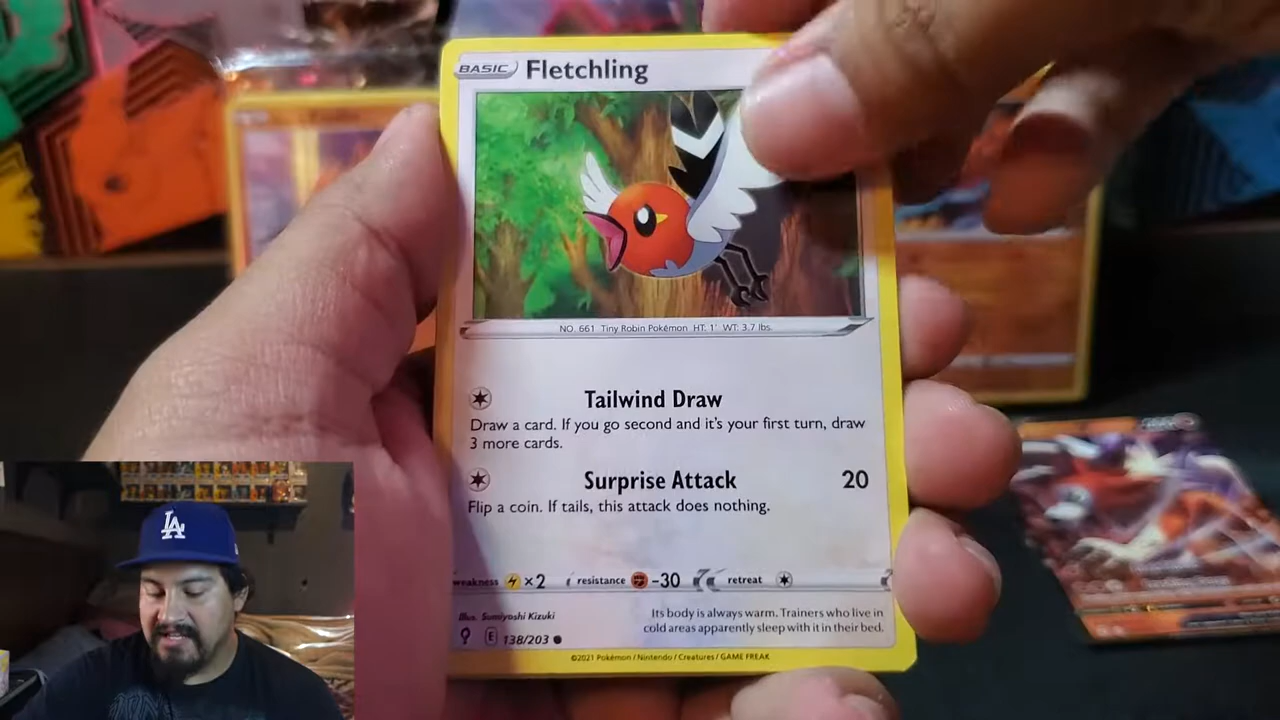 BASIC Fletchling
NO. 661 Tiny Robin Pokémon HT: 1' WT: 3.7 lbs.
Tailwind Draw
Draw a card. If you go second and it's your first turn, draw
3 more cards.
Surprise Attack 20
Flip a coin. If tails, this attack does nothing.
weakness ×2 resistance -30 retreat
Illus. Sumiyoshi Kizuki
Its body is always warm. Trainers who live in
cold areas apparently sleep with it in their bed.
E 138/203
©2021 Pokémon / Nintendo / Creatures / GAME FREAK
LA